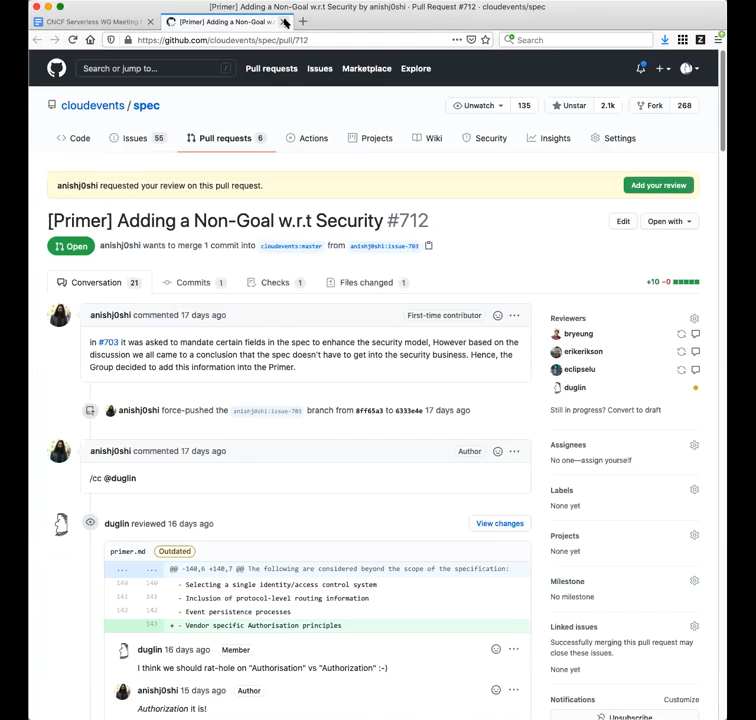 [Primer] Adding a Non-Goal w.r.t Security by anishj0shi · Pull Request #712 · cloudevents/spec
CNCF Serverless WG Meeting
[Primer] Adding a Non-Goal w.r.
https://github.com/cloudevents/spec/pull/712
Search
Search or jump to... /
Pull requests Issues Marketplace Explore
cloudevents / spec
Unwatch 135 Unstar 2.1k Fork 268
Code Issues 55 Pull requests 6 Actions Projects Wiki Security Insights Settings
anishj0shi requested your review on this pull request.
Add your review
[Primer] Adding a Non-Goal w.r.t Security #712
Edit Open with
Open anishj0shi wants to merge 1 commit into cloudevents:master from anishj0shi:issue-703
Conversation 21 Commits 1 Checks 1 Files changed 1 +10 −0
anishj0shi commented 17 days ago First-time contributor
in #703 it was asked to mandate certain fields in the spec to enhance the security model, However based on the
discussion we all came to a conclusion that the spec doesn't have to get into the security business. Hence, the
Group decided to add this information into the Primer.
anishj0shi force-pushed the anishj0shi:issue-703 branch from 8ff65a3 to 6333e4e 17 days ago
anishj0shi commented 17 days ago Author
/cc @duglin
duglin reviewed 16 days ago View changes
primer.md Outdated
... ... @@ -140,6 +140,7 @@ The following are considered beyond the scope of the specification:
140 140 - Selecting a single identity/access control system
141 141 - Inclusion of protocol-level routing information
142 142 - Event persistence processes
143 + - Vendor specific Authorisation principles
duglin 16 days ago Member
I think we should rat-hole on "Authorisation" vs "Authorization" :-)
anishj0shi 15 days ago Author
Authorization it is!
Reviewers
bryeung
erikerikson
eclipselu
duglin
Still in progress? Convert to draft
Assignees
No one—assign yourself
Labels
None yet
Projects
None yet
Milestone
No milestone
Linked issues
Successfully merging this pull request may
close these issues.
None yet
Notifications Customize
Unsubscribe